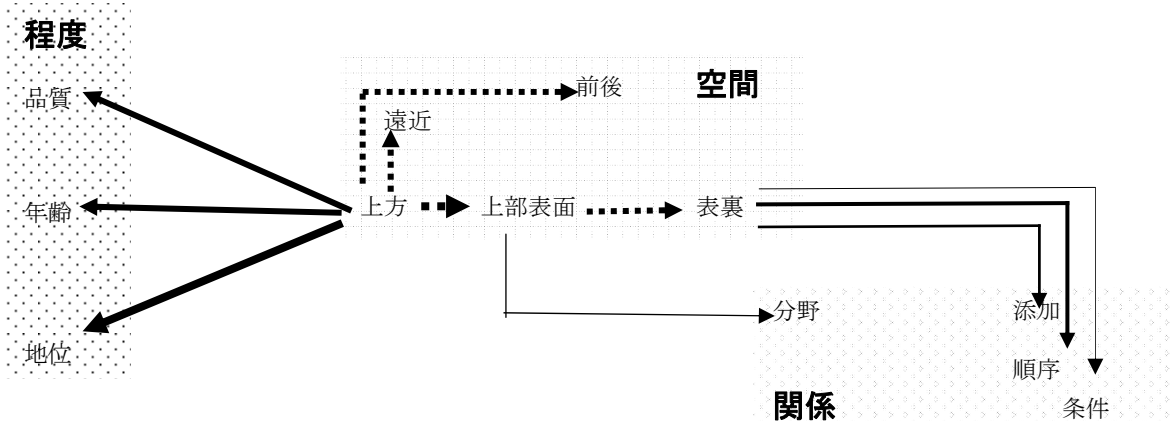 程度
品質
年齢
地位
空間
前後
遠近
上方
上部表面
表裏
分野
添加
順序
条件
関係